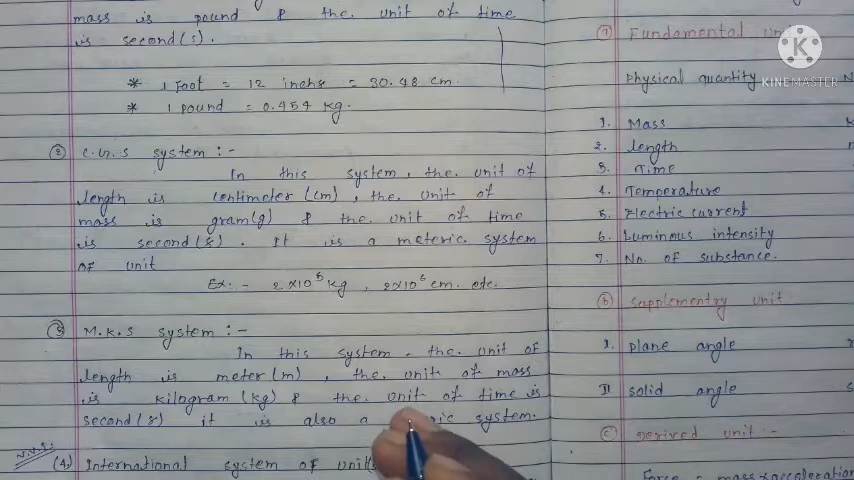 mass is pound & the unit of time
is second(s).
* 1 foot = 12 inchs = 30.48 cm.
* 1 pound = 0.454 kg.
② C.G.S system :-
In this system, the unit of
length is centimeter (cm), the unit of
mass is gram(g) & the unit of time
is second(s). It is a meteric system
of unit
Ex:- 2×10⁵ kg, 2×10⁶ cm. etc.
③ M.K.S system :-
In this system - the unit of
length is meter (m), the unit of mass
is kilogram (kg) & the unit of time is
second(s) it is also a system.
(4) International system of unit
V.V.I.
ⓐ Fundamental
KINEMASTER
Physical quantity
1. Mass
2. length
3. Time
4. Temperature
5. Electric current
6. Luminous intensity
7. No. of substance.
ⓑ Supplementry unit
I. plane angle
II solid angle
ⓒ Derived unit :-
Force = mass×acceleration